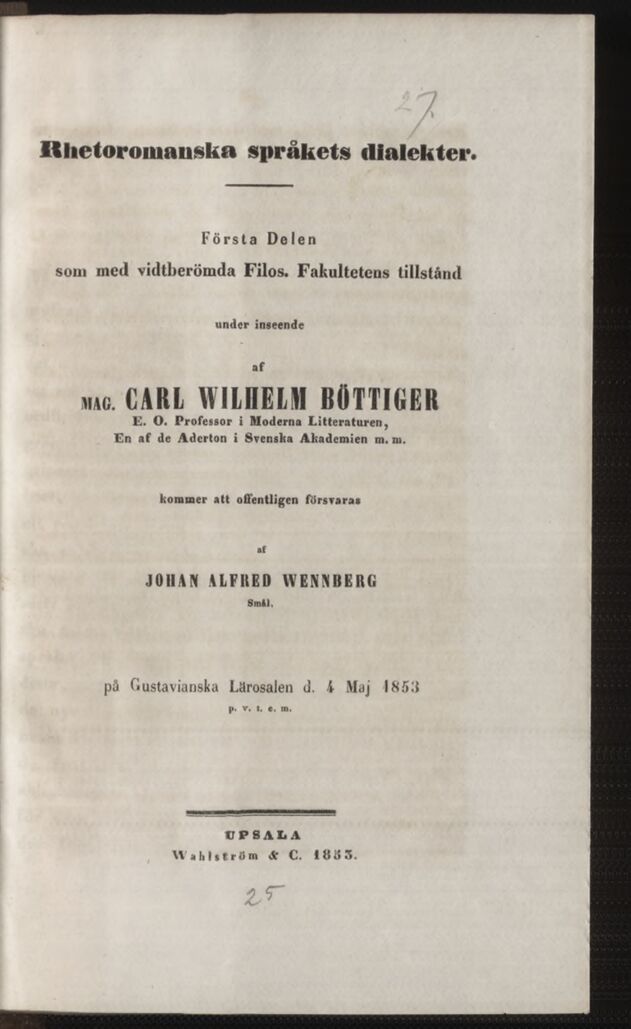 27.
Rhetoromanska språkets dialekter.
Första Delen
som med vidtberömda Filos. Fakultetens tillstånd
under inseende
af
MAG. CARL WILHELM BÖTTIGER
E. O. Professor i Moderna Litteraturen,
En af de Aderton i Svenska Akademien m. m.
kommer att offentligen försvaras
af
JOHAN ALFRED WENNBERG
Smål.
på Gustavianska Lärosalen d. 4 Maj 1853
p. v. t. e. m.
UPSALA
Wahlström & C. 1853.
25